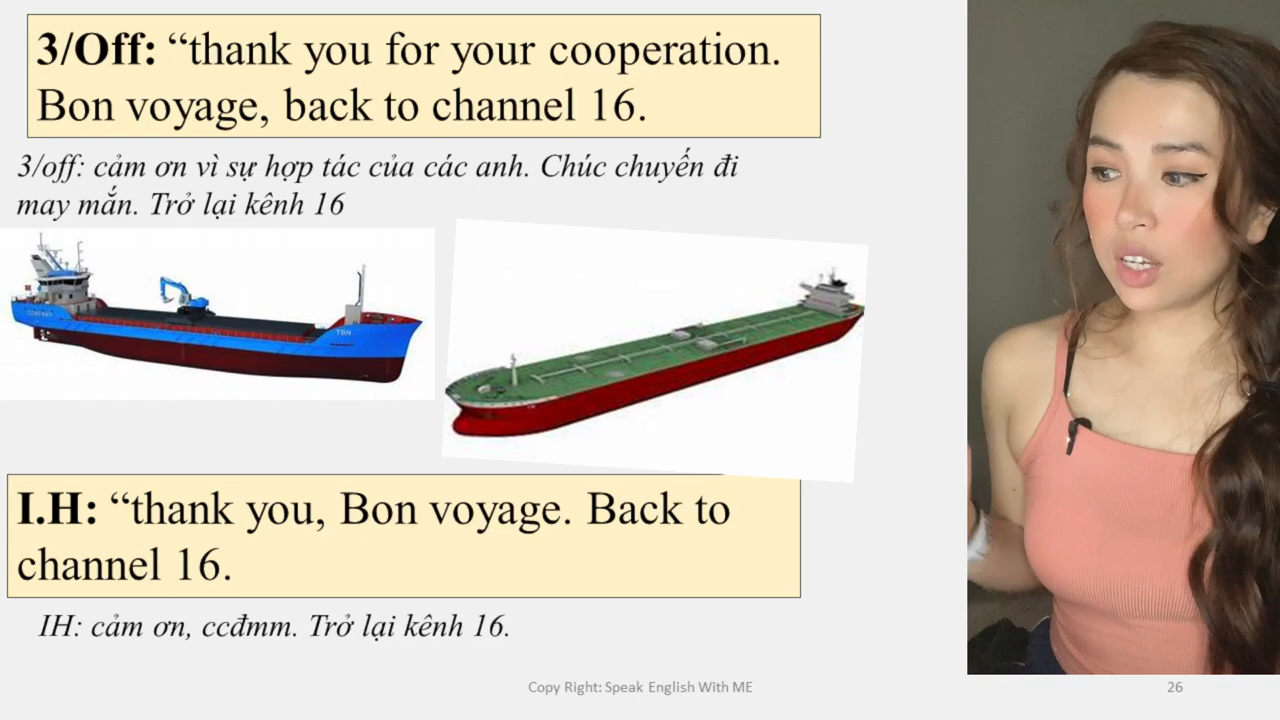 3/Off: “thank you for your cooperation.
Bon voyage, back to channel 16.
3/off: cảm ơn vì sự hợp tác của các anh. Chúc chuyến đi
may mắn. Trở lại kênh 16
TBN
I.H: “thank you, Bon voyage. Back to
channel 16.
IH: cảm ơn, ccđmm. Trở lại kênh 16.
Copy Right: Speak English With ME
26